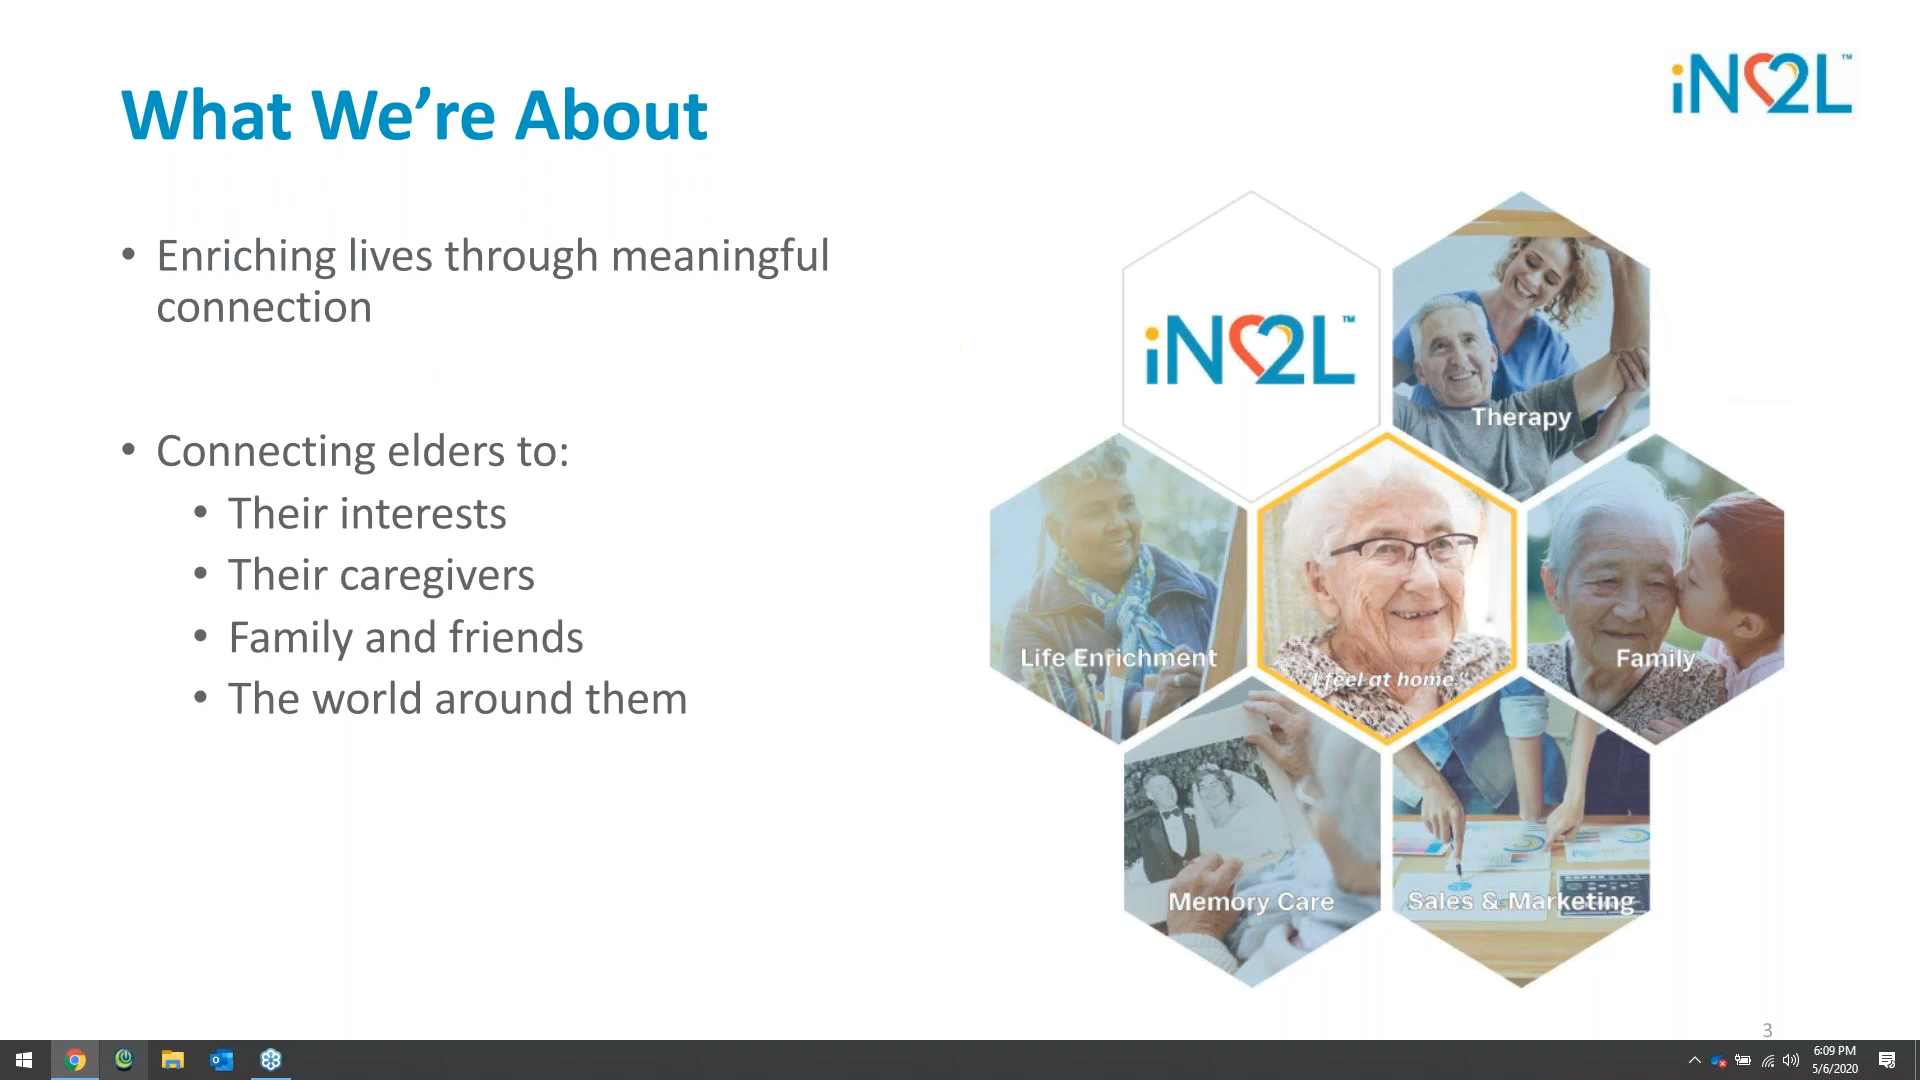 What We’re About
iN2L™
• Enriching lives through meaningful
connection
• Connecting elders to:
• Their interests
• Their caregivers
• Family and friends
• The world around them
iN2L™
Therapy
Life Enrichment
"I feel at home."
Family
Memory Care
Sales & Marketing
3
6:09 PM
5/6/2020